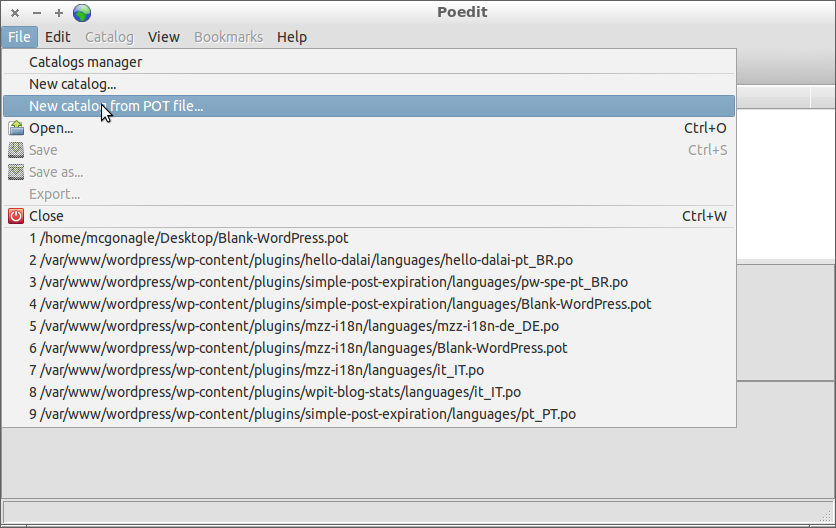 Poedit
File Edit Catalog View Bookmarks Help
Catalogs manager
New catalog...
New catalog from POT file...
Open... Ctrl+O
Save Ctrl+S
Save as...
Export...
Close Ctrl+W
1 /home/mcgonagle/Desktop/Blank-WordPress.pot
2 /var/www/wordpress/wp-content/plugins/hello-dalai/languages/hello-dalai-pt_BR.po
3 /var/www/wordpress/wp-content/plugins/simple-post-expiration/languages/pw-spe-pt_BR.po
4 /var/www/wordpress/wp-content/plugins/simple-post-expiration/languages/Blank-WordPress.pot
5 /var/www/wordpress/wp-content/plugins/mzz-i18n/languages/mzz-i18n-de_DE.po
6 /var/www/wordpress/wp-content/plugins/mzz-i18n/languages/Blank-WordPress.pot
7 /var/www/wordpress/wp-content/plugins/mzz-i18n/languages/it_IT.po
8 /var/www/wordpress/wp-content/plugins/wpit-blog-stats/languages/it_IT.po
9 /var/www/wordpress/wp-content/plugins/simple-post-expiration/languages/pt_PT.po